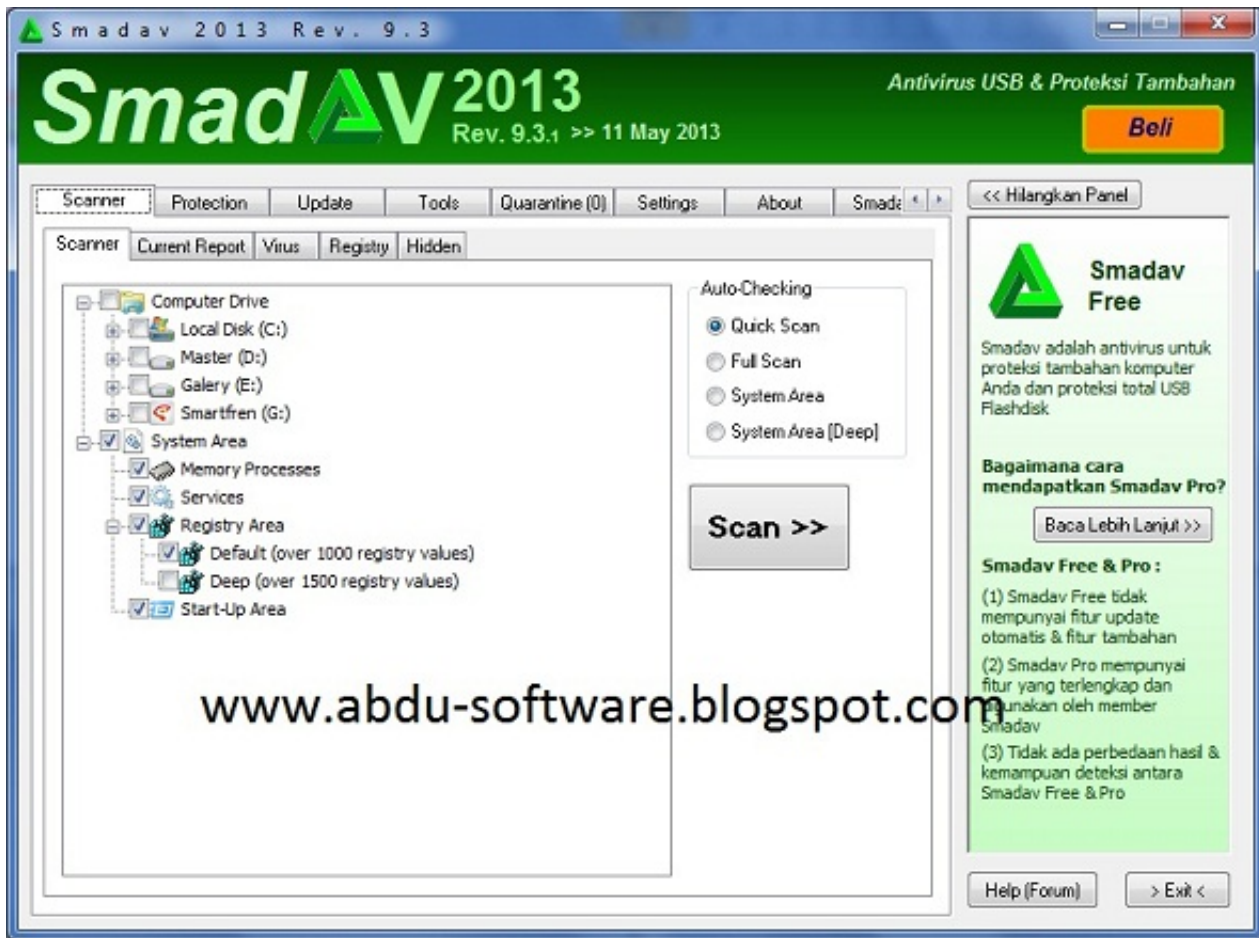 Smadav 2013 Rev. 9.3
SmadAV 2013
Rev. 9.3.1 >> 11 May 2013
Antivirus USB & Proteksi Tambahan
Beli
Scanner
Protection
Update
Tools
Quarantine (0)
Settings
About
<< Hilangkan Panel
Scanner
Current Report
Virus
Registry
Hidden
Computer Drive
Local Disk (C:)
Master (D:)
Galery (E:)
Smartfren (G:)
System Area
Memory Processes
Services
Registry Area
Default (over 1000 registry values)
Deep (over 1500 registry values)
Start-Up Area
Auto-Checking
Quick Scan
Full Scan
System Area
System Area [Deep]
Scan >>
www.abdu-software.blogspot.com
Smadav
Free
Smadav adalah antivirus untuk
proteksi tambahan komputer
Anda dan proteksi total USB
Flashdisk
Bagaimana cara
mendapatkan Smadav Pro?
Baca Lebih Lanjut >>
Smadav Free & Pro :
(1) Smadav Free tidak
mempunyai fitur update
otomatis & fitur tambahan
(2) Smadav Pro mempunyai
fitur yang terlengkap dan
oleh member
Smadav
(3) Tidak ada perbedaan hasil &
kemampuan deteksi antara
Smadav Free & Pro
Help (Forum)
> Exit <